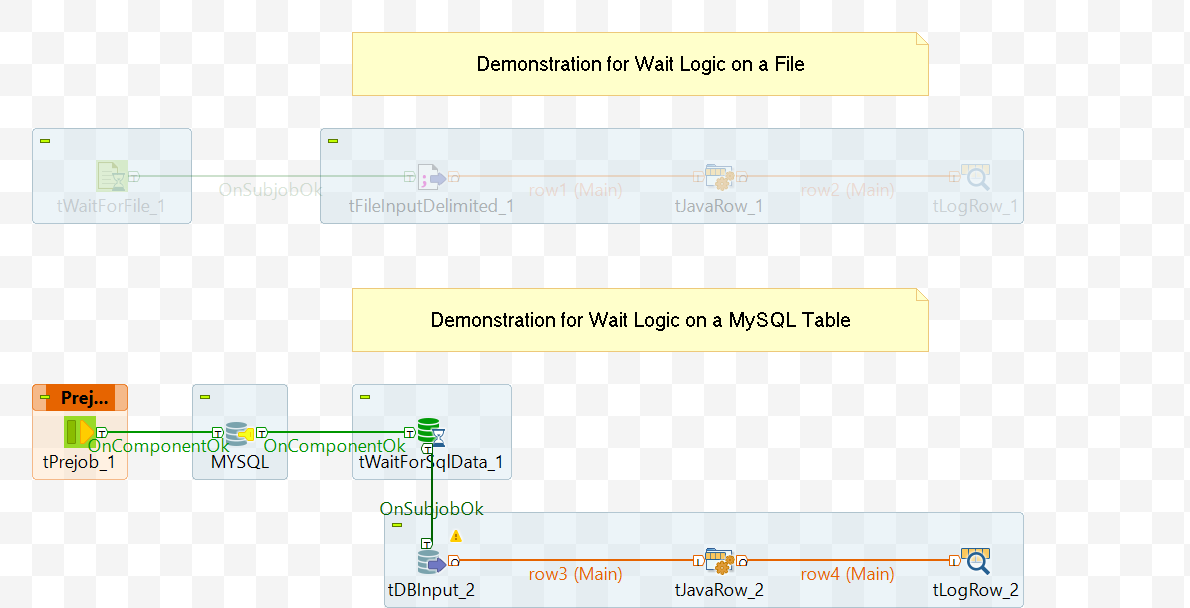 Demonstration for Wait Logic on a File
OnSubjobOk
row1 (Main)
row2 (Main)
tWaitForFile_1
tFileInputDelimited_1
tJavaRow_1
tLogRow_1
Demonstration for Wait Logic on a MySQL Table
Prej...
OnComponentOk
OnComponentOk
tPrejob_1
MYSQL
tWaitForSqlData_1
OnSubjobOk
row3 (Main)
row4 (Main)
tDBInput_2
tJavaRow_2
tLogRow_2